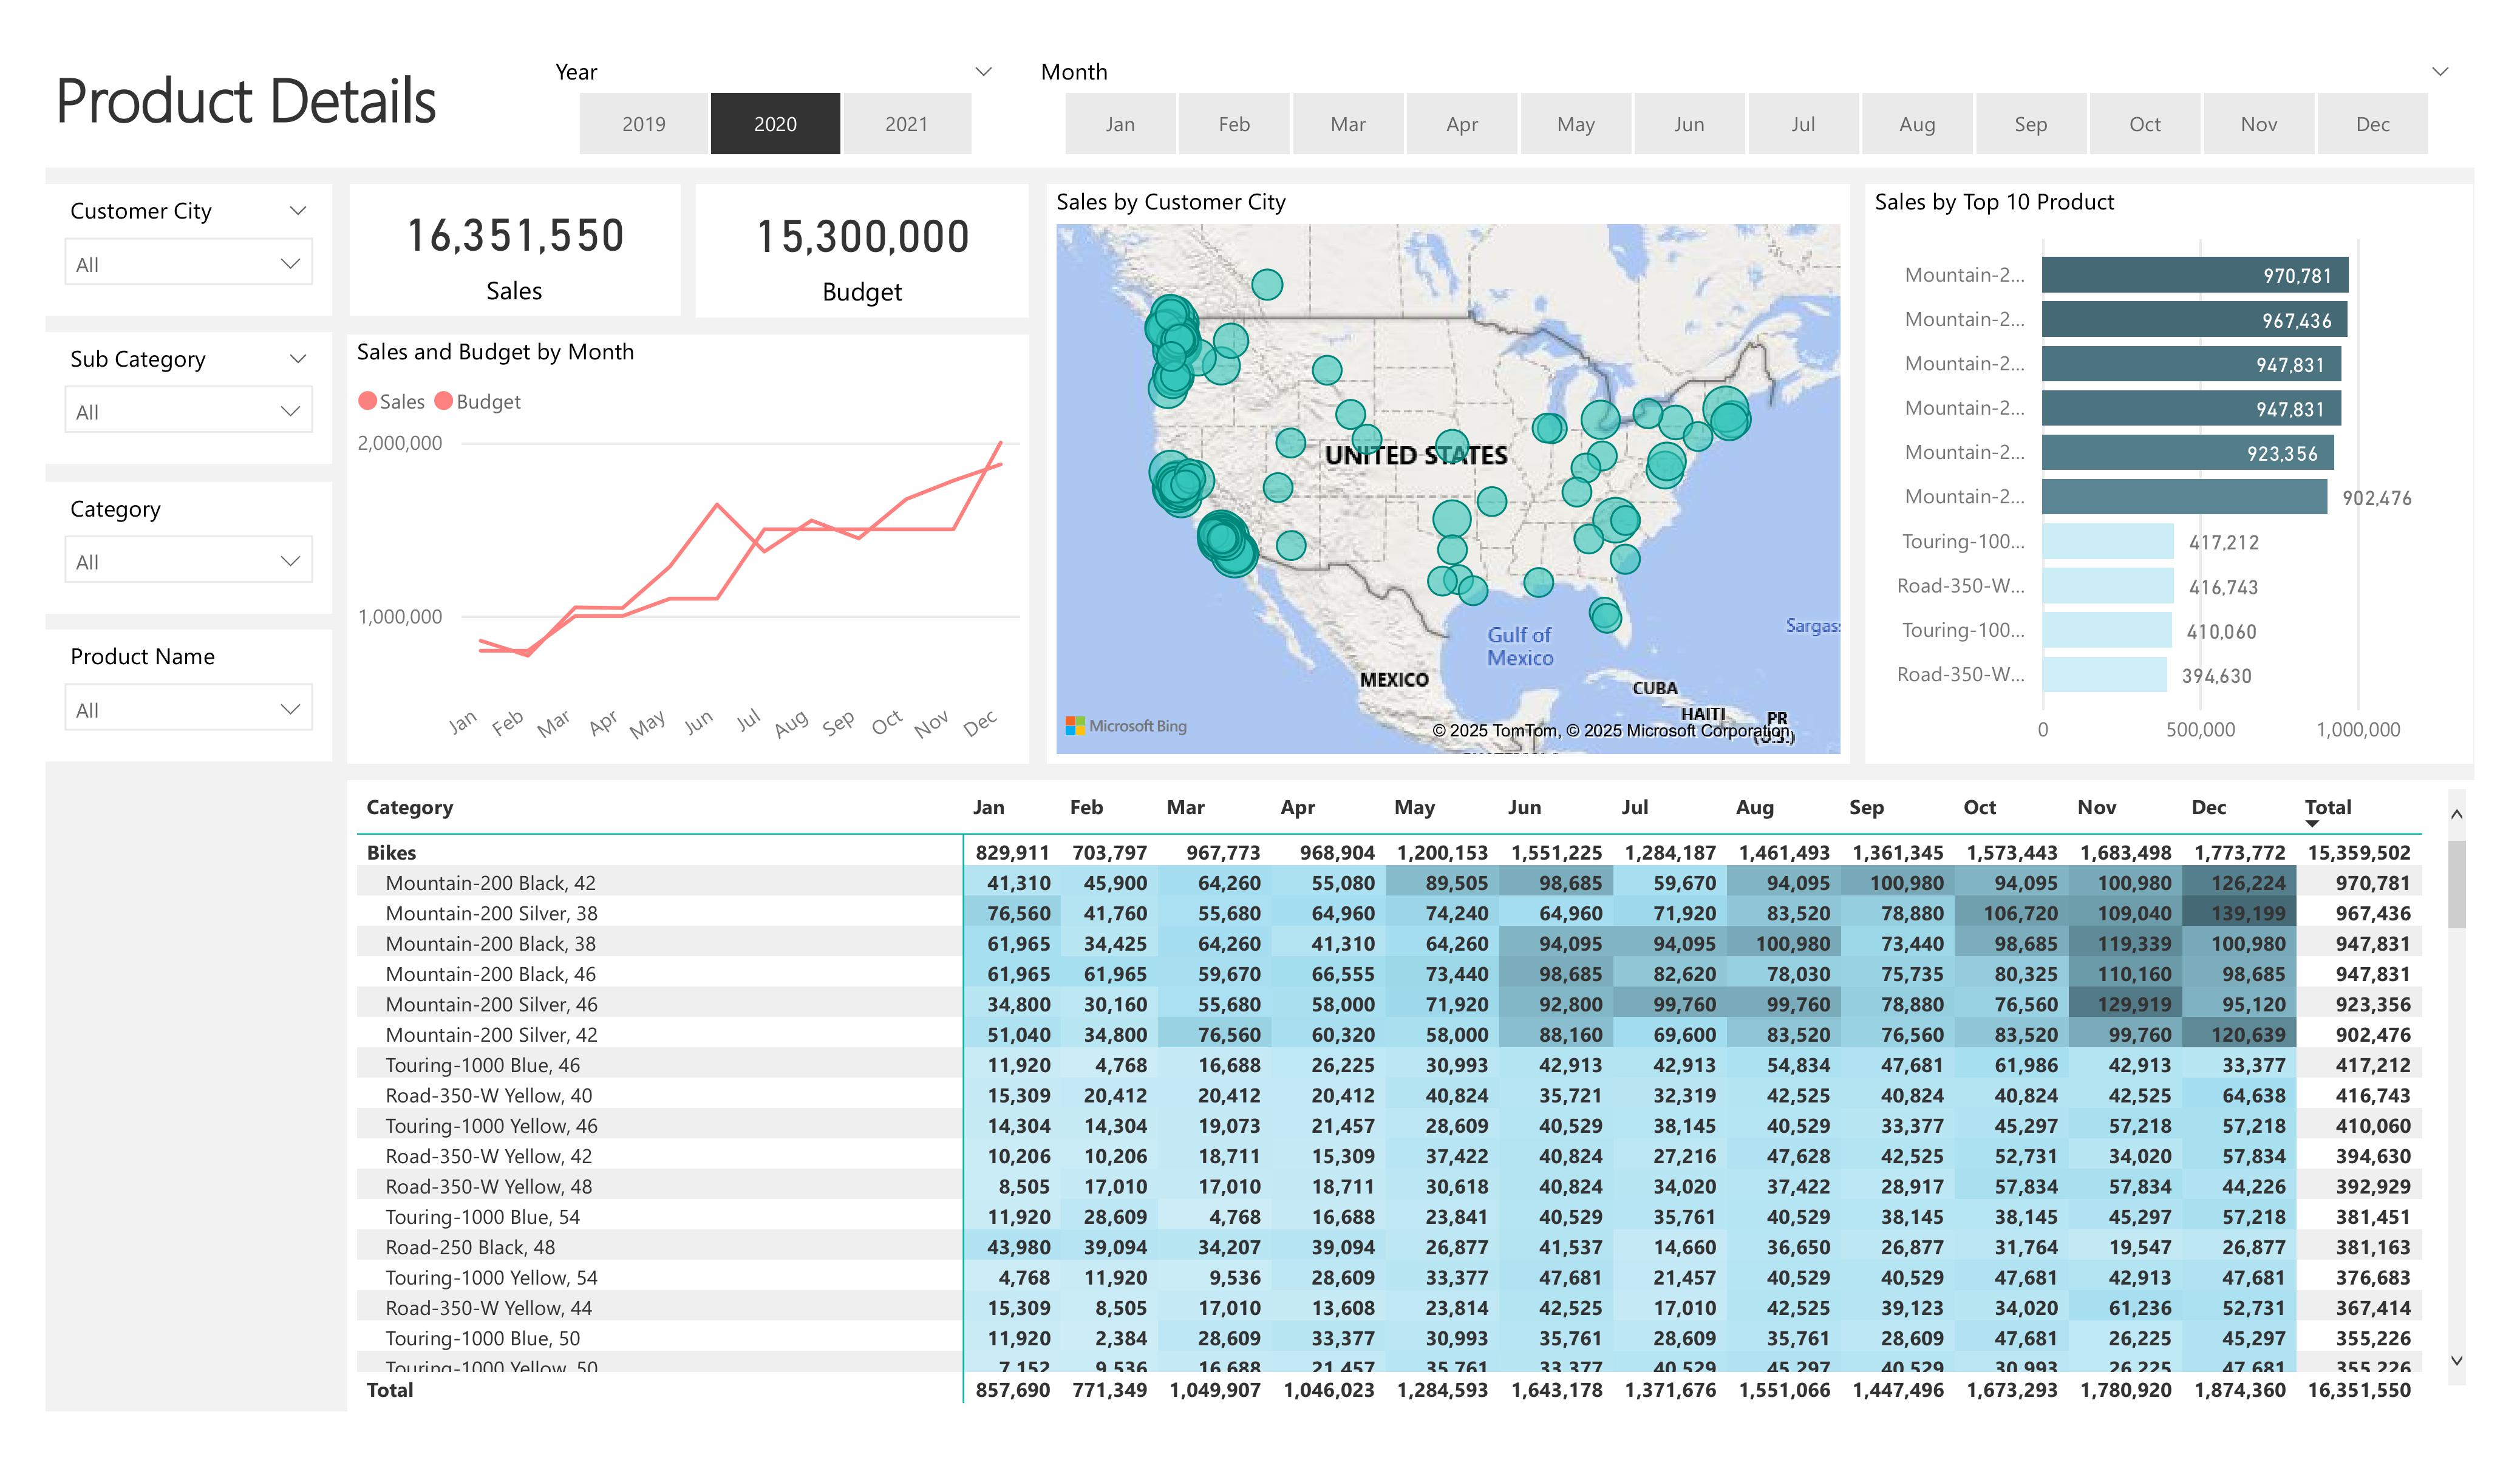 Product Details
Year
2019 2020 2021
Month
Jan Feb Mar Apr May Jun Jul Aug Sep Oct Nov Dec
Customer City
All
Sub Category
All
Category
All
Product Name
All
16,351,550
Sales
15,300,000
Budget
Sales and Budget by Month
Sales Budget
2,000,000
1,000,000
Jan Feb Mar Apr May Jun Jul Aug Sep Oct Nov Dec
Sales by Customer City
UNITED STATES
Gulf of
Mexico
Sargas
MEXICO
CUBA
HAITI
PR
(U.S.)
Microsoft Bing
© 2025 TomTom, © 2025 Microsoft Corporation
Sales by Top 10 Product
Mountain-2... 970,781
Mountain-2... 967,436
Mountain-2... 947,831
Mountain-2... 947,831
Mountain-2... 923,356
Mountain-2... 902,476
Touring-100... 417,212
Road-350-W... 416,743
Touring-100... 410,060
Road-350-W... 394,630
0 500,000 1,000,000
Category Jan Feb Mar Apr May Jun Jul Aug Sep Oct Nov Dec Total
Bikes 829,911 703,797 967,773 968,904 1,200,153 1,551,225 1,284,187 1,461,493 1,361,345 1,573,443 1,683,498 1,773,772 15,359,502
Mountain-200 Black, 42 41,310 45,900 64,260 55,080 89,505 98,685 59,670 94,095 100,980 94,095 100,980 126,224 970,781
Mountain-200 Silver, 38 76,560 41,760 55,680 64,960 74,240 64,960 71,920 83,520 78,880 106,720 109,040 139,199 967,436
Mountain-200 Black, 38 61,965 34,425 64,260 41,310 64,260 94,095 94,095 100,980 73,440 98,685 119,339 100,980 947,831
Mountain-200 Black, 46 61,965 61,965 59,670 66,555 73,440 98,685 82,620 78,030 75,735 80,325 110,160 98,685 947,831
Mountain-200 Silver, 46 34,800 30,160 55,680 58,000 71,920 92,800 99,760 99,760 78,880 76,560 129,919 95,120 923,356
Mountain-200 Silver, 42 51,040 34,800 76,560 60,320 58,000 88,160 69,600 83,520 76,560 83,520 99,760 120,639 902,476
Touring-1000 Blue, 46 11,920 4,768 16,688 26,225 30,993 42,913 42,913 54,834 47,681 61,986 42,913 33,377 417,212
Road-350-W Yellow, 40 15,309 20,412 20,412 20,412 40,824 35,721 32,319 42,525 40,824 40,824 42,525 64,638 416,743
Touring-1000 Yellow, 46 14,304 14,304 19,073 21,457 28,609 40,529 38,145 40,529 33,377 45,297 57,218 57,218 410,060
Road-350-W Yellow, 42 10,206 10,206 18,711 15,309 37,422 40,824 27,216 47,628 42,525 52,731 34,020 57,834 394,630
Road-350-W Yellow, 48 8,505 17,010 17,010 18,711 30,618 40,824 34,020 37,422 28,917 57,834 57,834 44,226 392,929
Touring-1000 Blue, 54 11,920 28,609 4,768 16,688 23,841 40,529 35,761 40,529 38,145 38,145 45,297 57,218 381,451
Road-250 Black, 48 43,980 39,094 34,207 39,094 26,877 41,537 14,660 36,650 26,877 31,764 19,547 26,877 381,163
Touring-1000 Yellow, 54 4,768 11,920 9,536 28,609 33,377 47,681 21,457 40,529 40,529 47,681 42,913 47,681 376,683
Road-350-W Yellow, 44 15,309 8,505 17,010 13,608 23,814 42,525 17,010 42,525 39,123 34,020 61,236 52,731 367,414
Touring-1000 Blue, 50 11,920 2,384 28,609 33,377 30,993 35,761 28,609 35,761 28,609 47,681 26,225 45,297 355,226
Touring-1000 Yellow, 50 7,152 9,536 16,688 21,457 35,761 33,377 40,529 45,297 40,529 30,993 26,225 47,681 355,226
Total 857,690 771,349 1,049,907 1,046,023 1,284,593 1,643,178 1,371,676 1,551,066 1,447,496 1,673,293 1,780,920 1,874,360 16,351,550